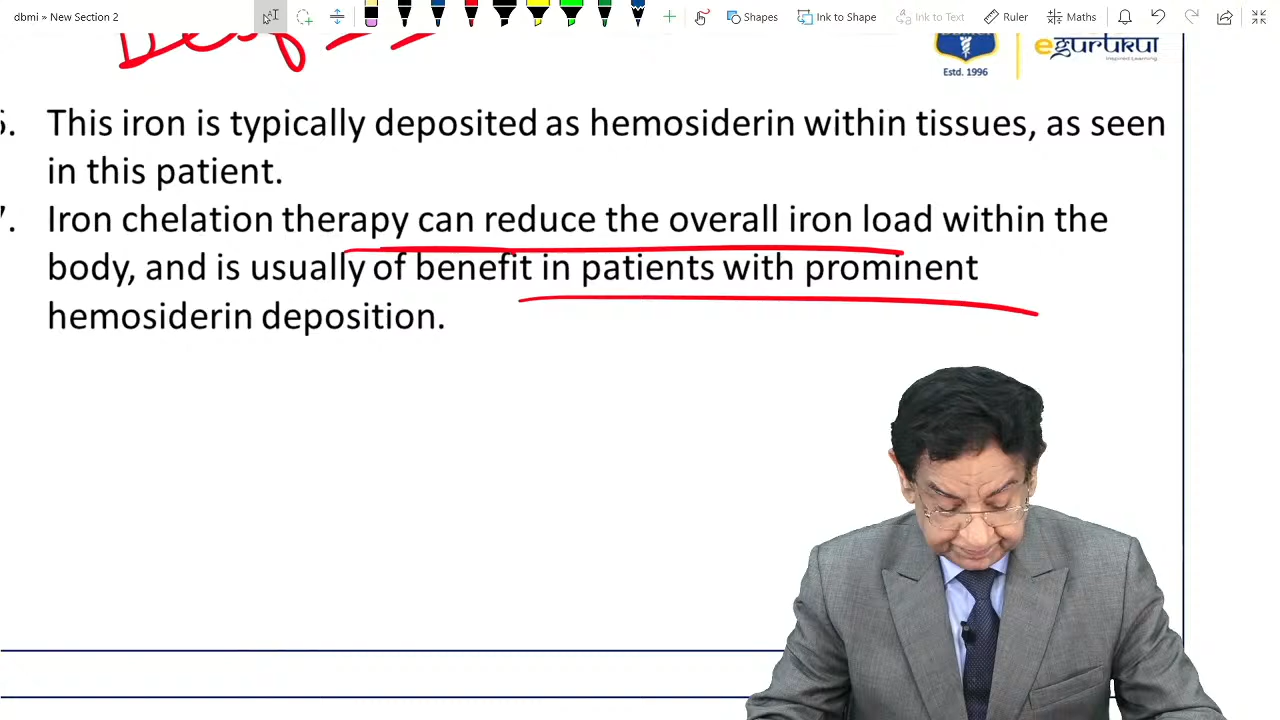 dbmi » New Section 2
Shapes
Ink to Shape
Ink to Text
Ruler
Maths
Estd. 1996
egurukul
Inspired Learning
This iron is typically deposited as hemosiderin within tissues, as seen
in this patient.
Iron chelation therapy can reduce the overall iron load within the
body, and is usually of benefit in patients with prominent
hemosiderin deposition.